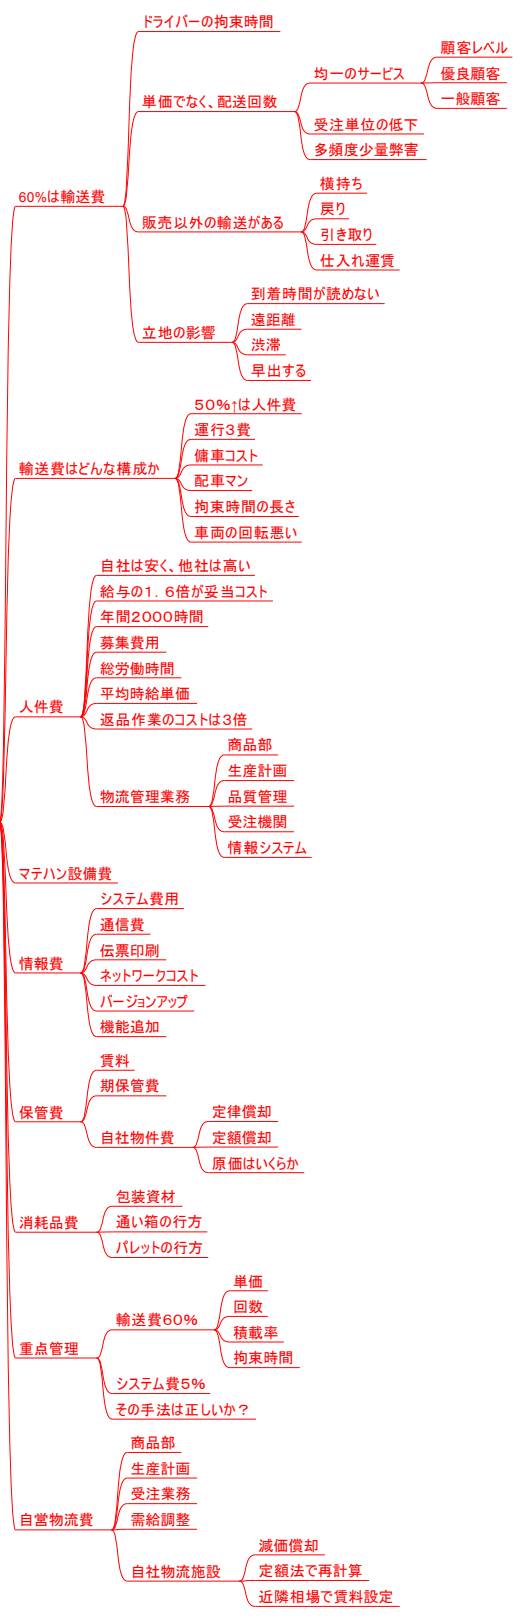 60%は輸送費
ドライバーの拘束時間
単価でなく、配送回数
均一のサービス
顧客レベル
優良顧客
一般顧客
受注単位の低下
多頻度少量弊害
販売以外の輸送がある
横持ち
戻り
引き取り
仕入れ運賃
立地の影響
到着時間が読めない
遠距離
渋滞
早出する
輸送費はどんな構成か
50%↑は人件費
運行3費
傭車コスト
配車マン
拘束時間の長さ
車両の回転悪い
人件費
自社は安く、他社は高い
給与の1.6倍が妥当コスト
年間2000時間
募集費用
総労働時間
平均時給単価
返品作業のコストは3倍
物流管理業務
商品部
生産計画
品質管理
受注機関
情報システム
マテハン設備費
情報費
システム費用
通信費
伝票印刷
ネットワークコスト
バージョンアップ
機能追加
保管費
賃料
期保管費
自社物件費
定律償却
定額償却
原価はいくらか
消耗品費
包装資材
通い箱の行方
パレットの行方
重点管理
輸送費60%
単価
回数
積載率
拘束時間
システム費5%
その手法は正しいか?
自営物流費
商品部
生産計画
受注業務
需給調整
自社物流施設
減価償却
定額法で再計算
近隣相場で賃料設定